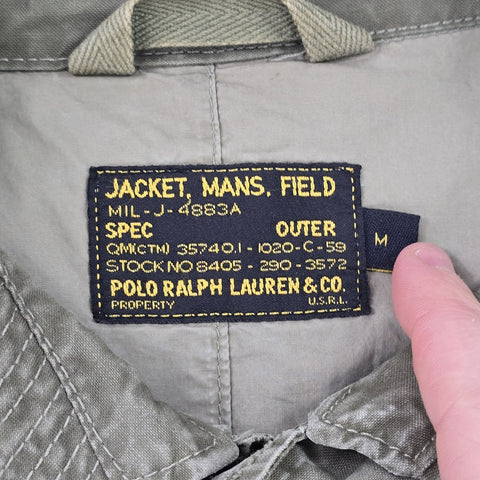 JACKET, MANS, FIELD
MIL-J-4883A
SPEC OUTER
QM(CTM) 35740.1-1020-C-59
STOCK NO 8405-290-3572
POLO RALPH LAUREN & CO.
PROPERTY U.S.R.L.
M